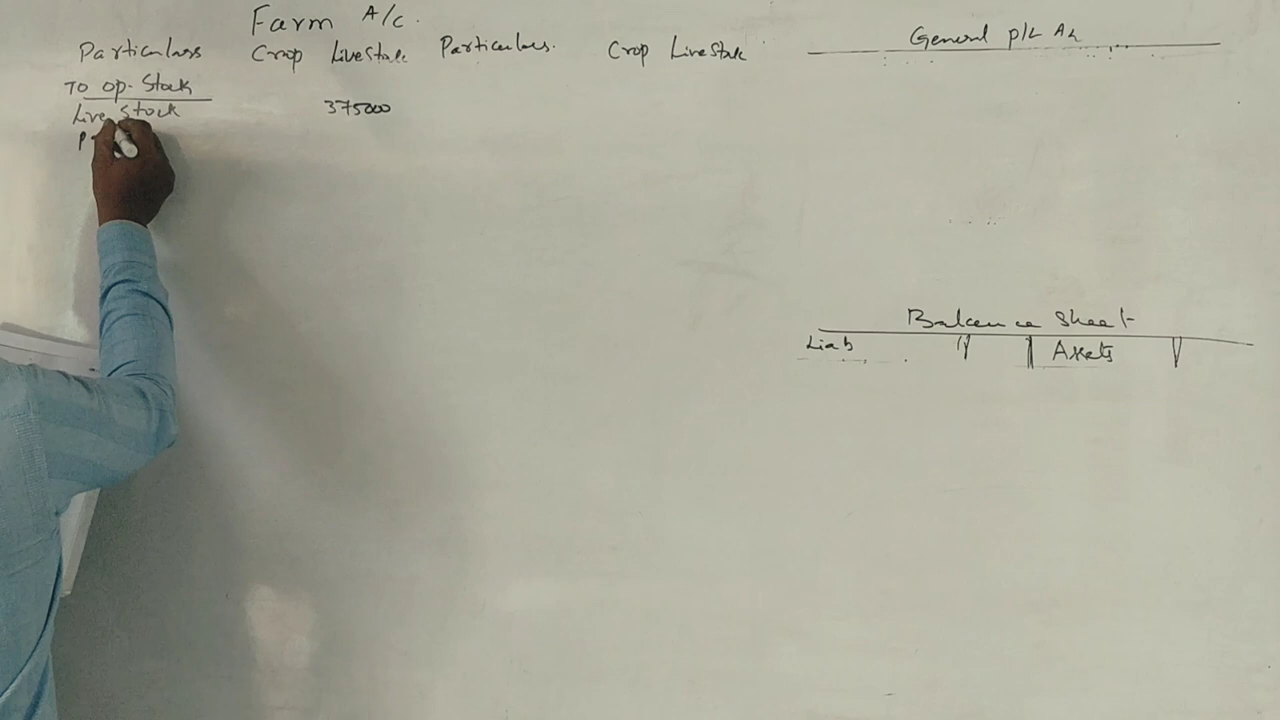 Farm A/c.
Particulars Crop Livestock Particulars. Crop Livestock
To op. Stock
Live stock 375000
P
General P/L A/c
Balance Sheet
Liab Assets